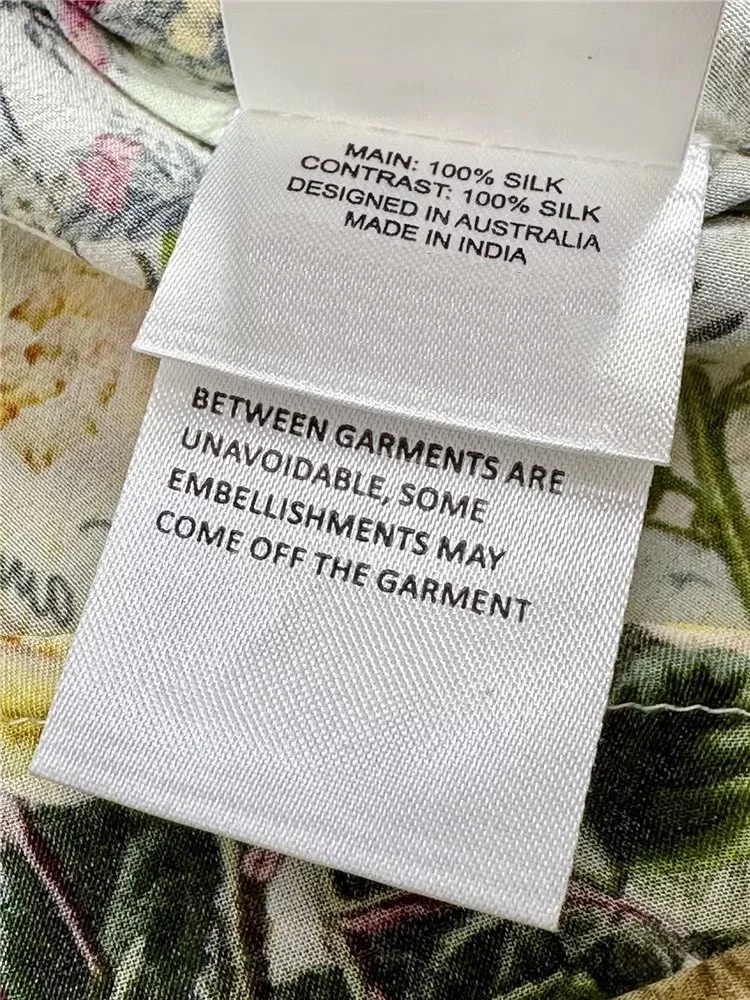 MAIN: 100% SILK
CONTRAST: 100% SILK
DESIGNED IN AUSTRALIA
MADE IN INDIA
BETWEEN GARMENTS ARE
UNAVOIDABLE, SOME
EMBELLISHMENTS MAY
COME OFF THE GARMENT